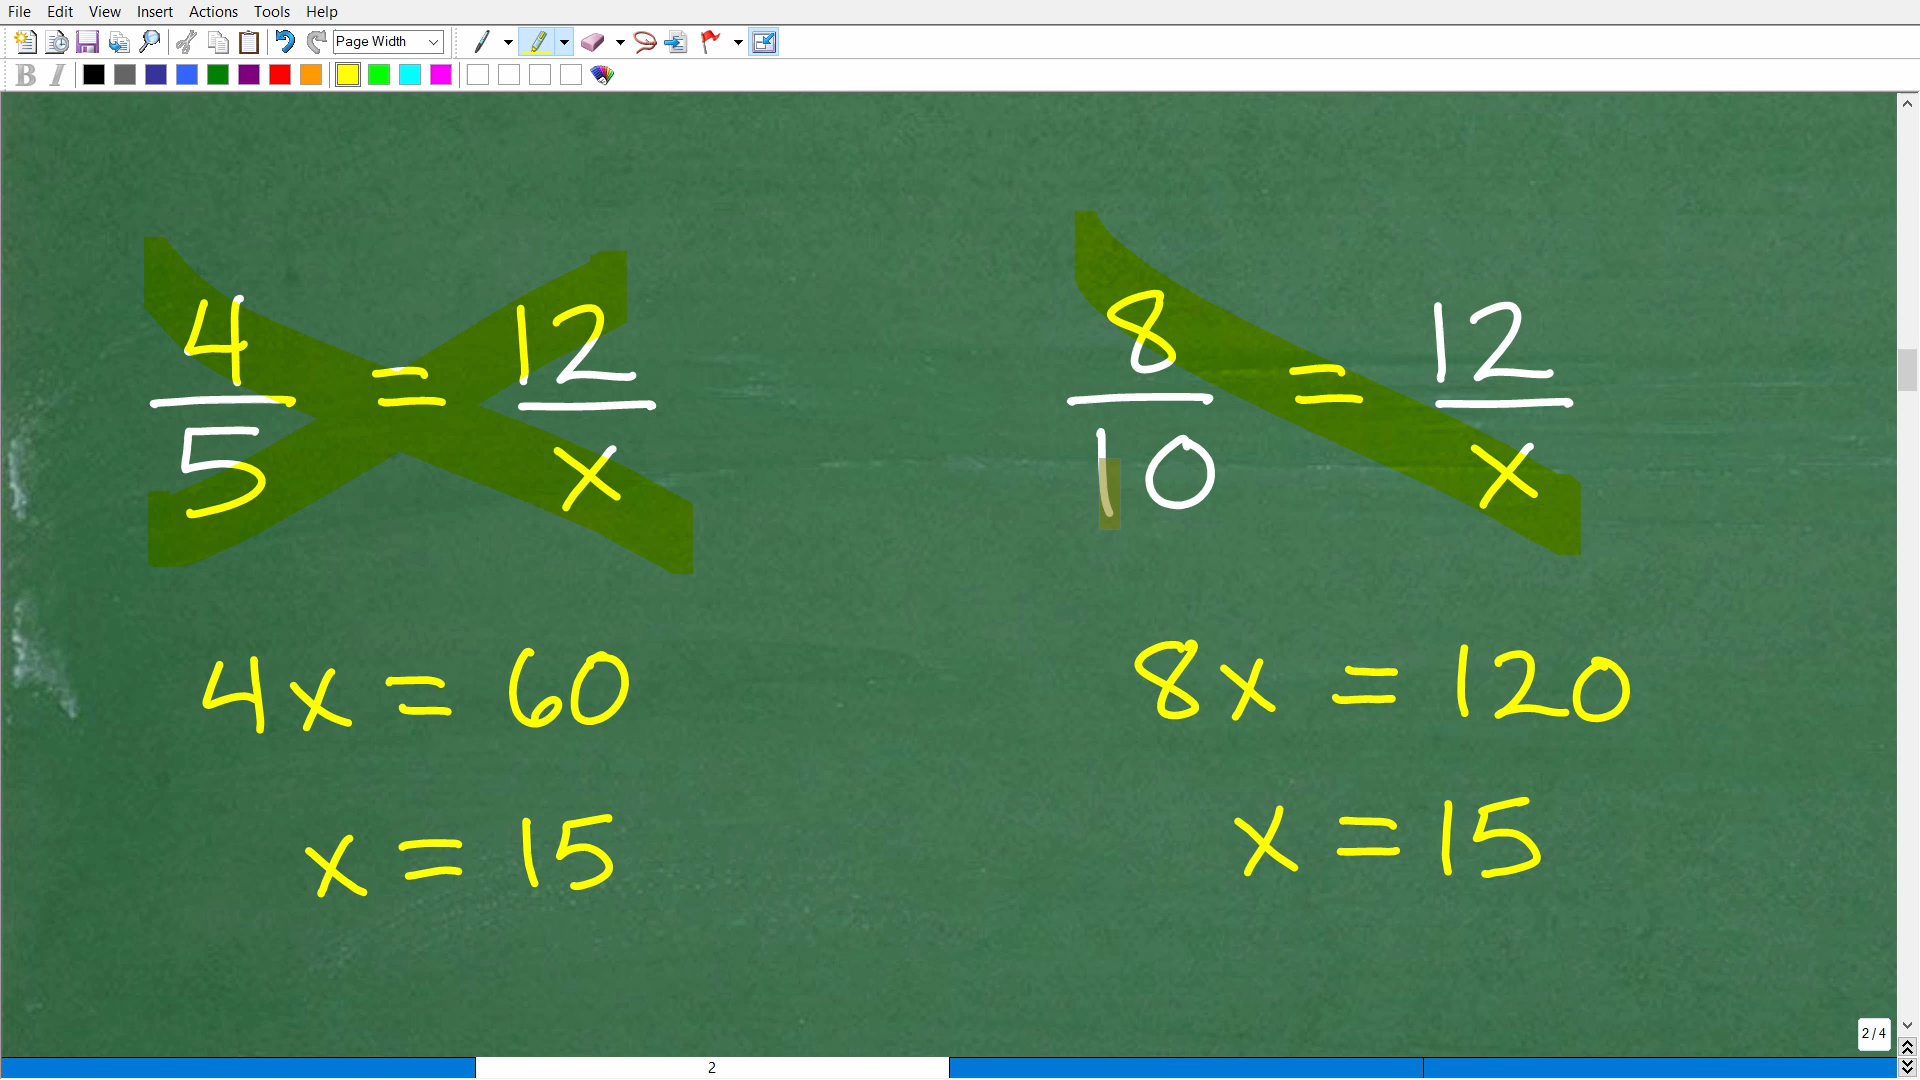 File Edit View Insert Actions Tools Help
Page Width
B I
4/5 = 12/x
8/10 = 12/x
4x = 60
8x = 120
x = 15
x = 15
2 / 4
2